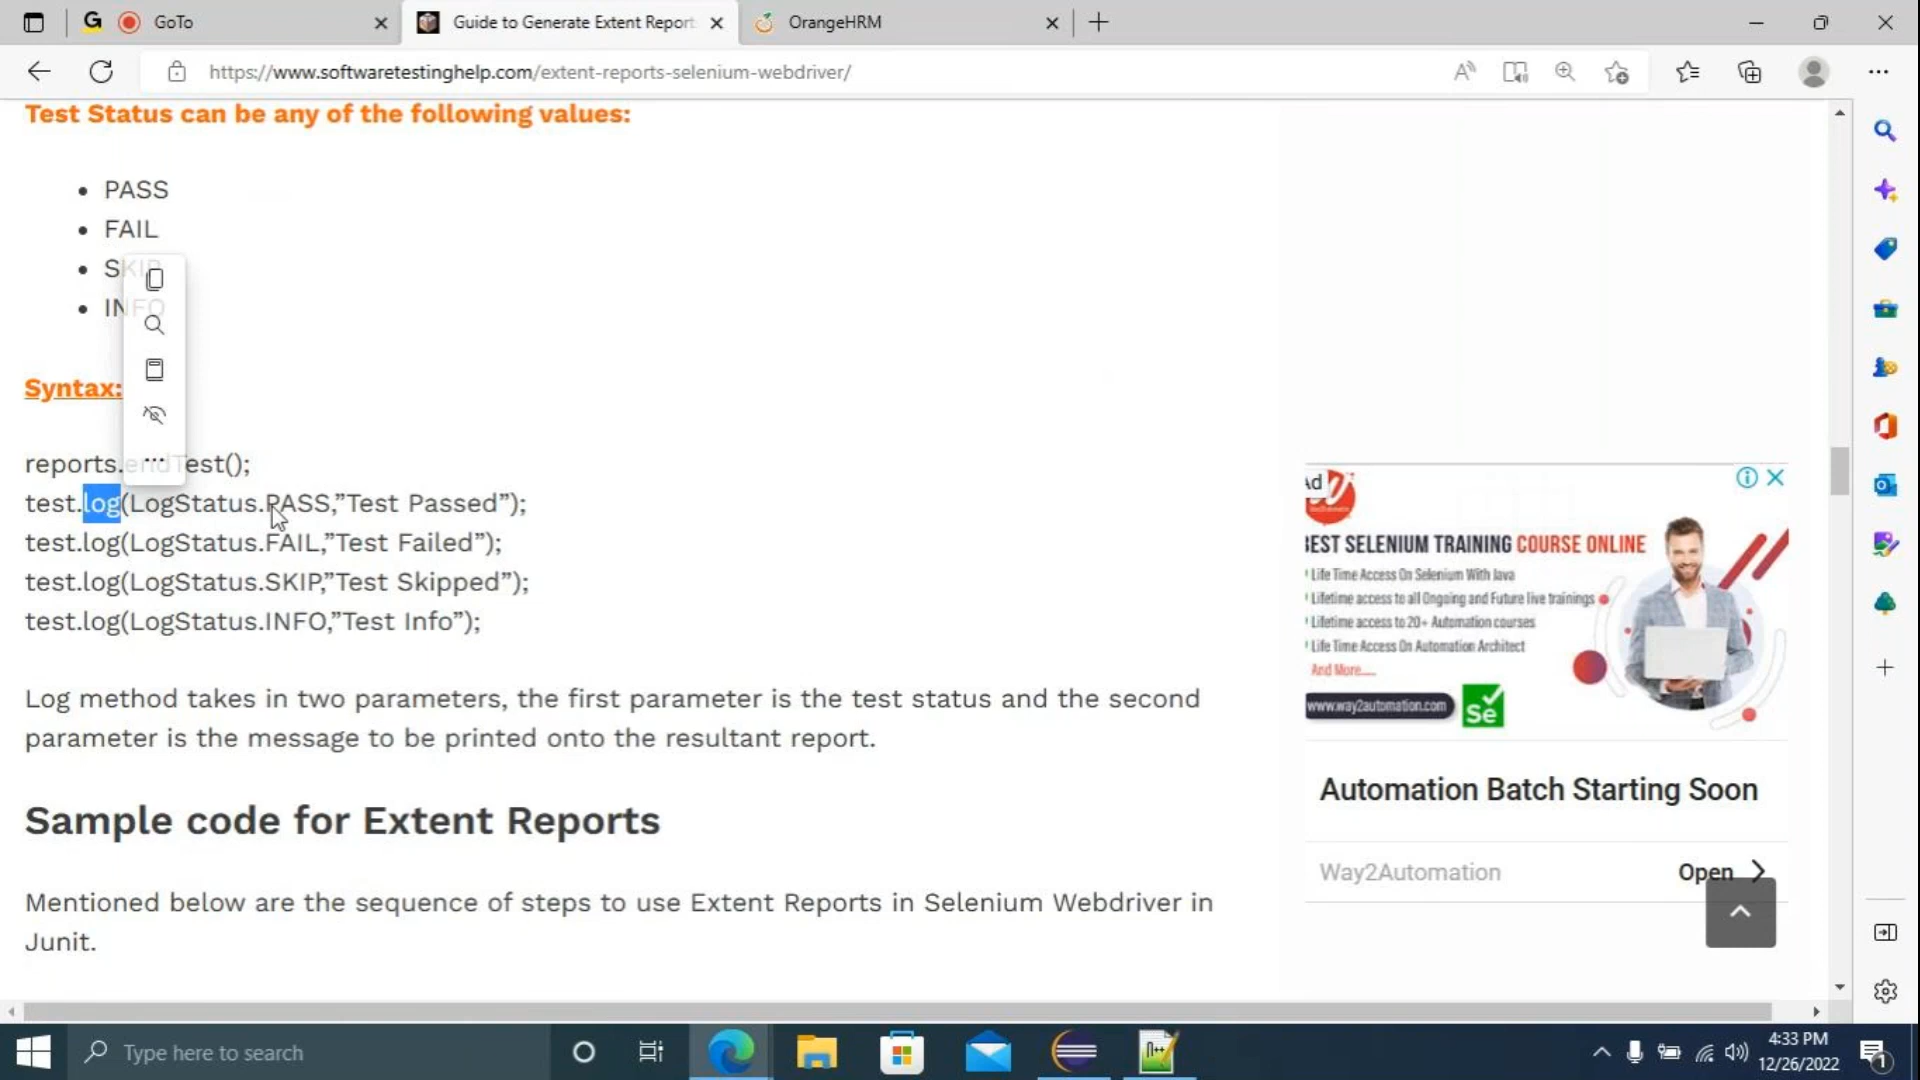 GoTo
Guide to Generate Extent Report
OrangeHRM
https://www.softwaretestinghelp.com/extent-reports-selenium-webdriver/
Test Status can be any of the following values:
PASS
FAIL
SKIP
INFO
Syntax:
reports.endTest();
test.log(LogStatus.PASS,”Test Passed”);
test.log(LogStatus.FAIL,”Test Failed”);
test.log(LogStatus.SKIP,”Test Skipped”);
test.log(LogStatus.INFO,”Test Info”);
Log method takes in two parameters, the first parameter is the test status and the second
parameter is the message to be printed onto the resultant report.
Sample code for Extent Reports
Mentioned below are the sequence of steps to use Extent Reports in Selenium Webdriver in
Junit.
Ad
BEST SELENIUM TRAINING COURSE ONLINE
Life Time Access On Selenium With Java
Lifetime access to all Ongoing and Future live trainings
Lifetime access to 20+ Automation courses
Life Time Access On Automation Architect
And More.....
www.way2automation.com
Se
Automation Batch Starting Soon
Way2Automation
Open
Type here to search
4:33 PM
12/26/2022
1